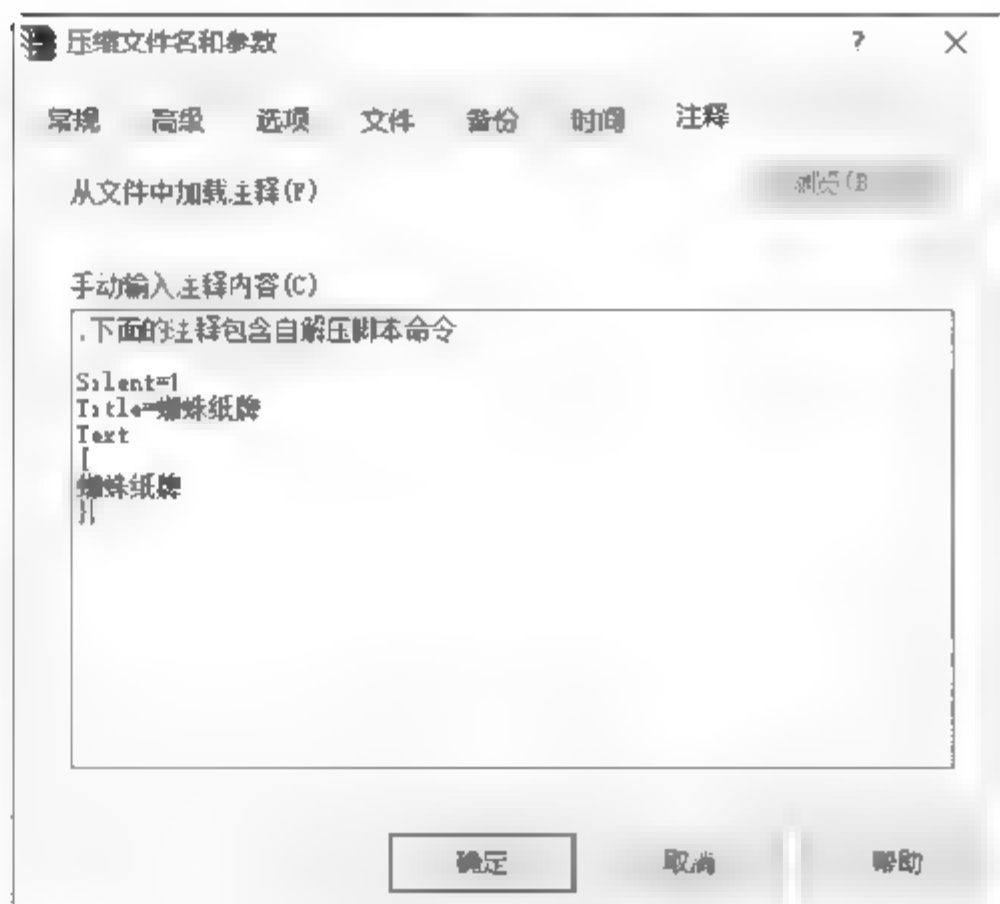 压缩文件名和参数
常规 高级 选项 文件 备份 时间 注释
从文件中加载注释(F)
浏览(B
手动输入注释内容(C)
;下面的注释包含自解压脚本命令
Silent=1
Title=蜘蛛纸牌
Text
{
蜘蛛纸牌
}
确定 取消 帮助